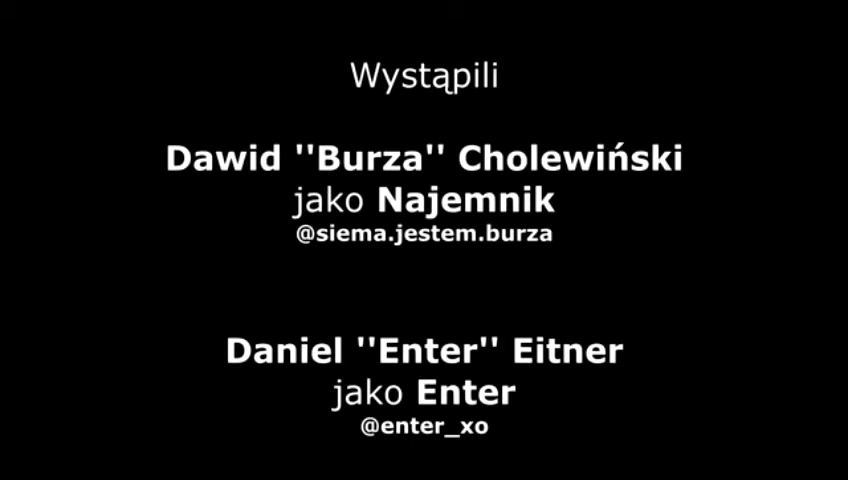 Wystąpili
Dawid ''Burza'' Cholewiński
jako Najemnik
@siema.jestem.burza
Daniel ''Enter'' Eitner
jako Enter
@enter_xo